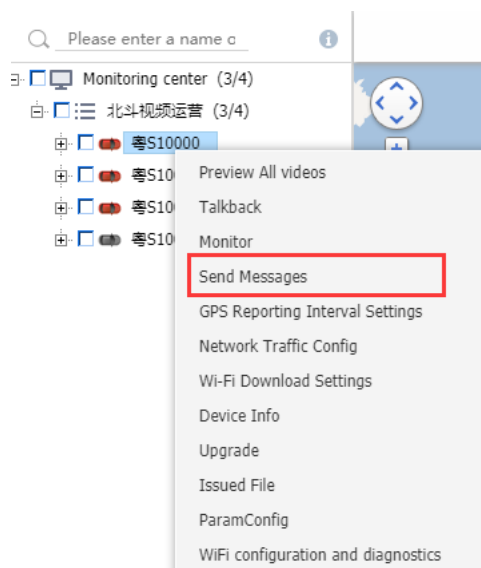 Please enter a name o
Monitoring center (3/4)
北斗视频运营 (3/4)
粤S10000
粤S10
粤S10
粤S10
Preview All videos
Talkback
Monitor
Send Messages
GPS Reporting Interval Settings
Network Traffic Config
Wi-Fi Download Settings
Device Info
Upgrade
Issued File
ParamConfig
WiFi configuration and diagnostics